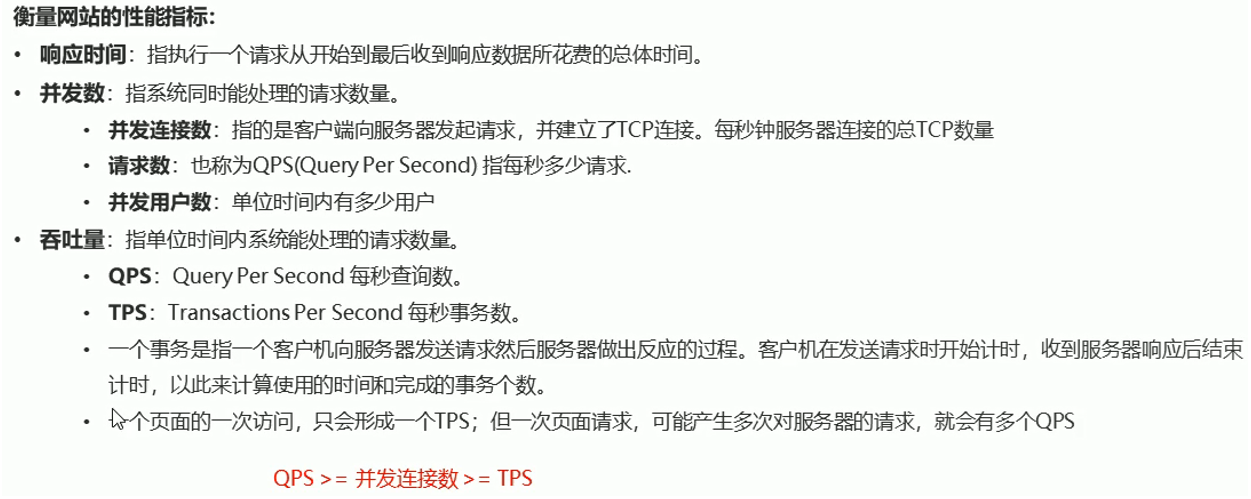 衡量网站的性能指标：
• 响应时间：指执行一个请求从开始到最后收到响应数据所花费的总体时间。
• 并发数：指系统同时能处理的请求数量。
• 并发连接数：指的是客户端向服务器发起请求，并建立了TCP连接。每秒钟服务器连接的总TCP数量
• 请求数：也称为QPS(Query Per Second) 指每秒多少请求.
• 并发用户数：单位时间内有多少用户
• 吞吐量：指单位时间内系统能处理的请求数量。
• QPS：Query Per Second 每秒查询数。
• TPS：Transactions Per Second 每秒事务数。
• 一个事务是指一个客户机向服务器发送请求然后服务器做出反应的过程。客户机在发送请求时开始计时，收到服务器响应后结束
计时，以此来计算使用的时间和完成的事务个数。
• 一个页面的一次访问，只会形成一个TPS；但一次页面请求，可能产生多次对服务器的请求，就会有多个QPS
QPS >= 并发连接数 >= TPS